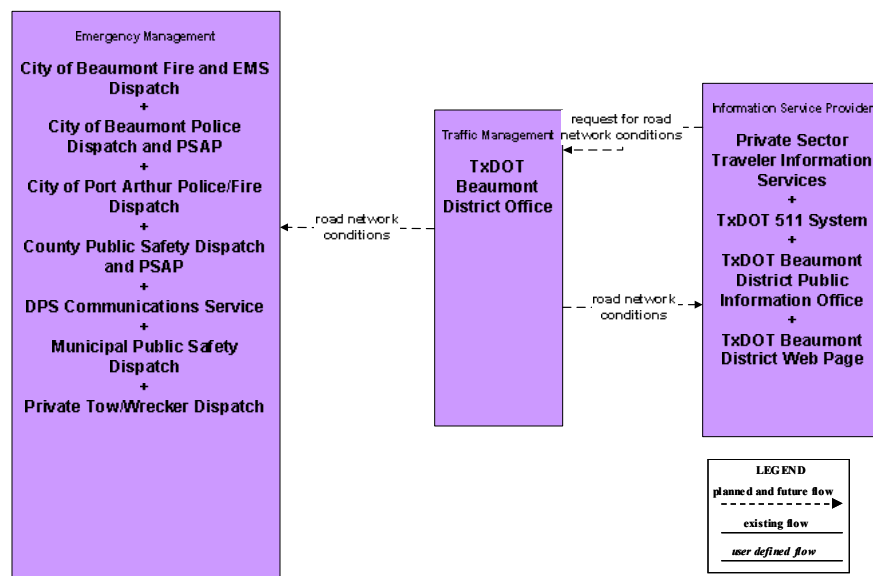 Emergency Management
City of Beaumont Fire and EMS
Dispatch
+
City of Beaumont Police
Dispatch and PSAP
+
City of Port Arthur Police/Fire
Dispatch
+
County Public Safety Dispatch
and PSAP
+
DPS Communications Service
+
Municipal Public Safety
Dispatch
+
Private Tow/Wrecker Dispatch
road network
conditions
Traffic Management
TxDOT
Beaumont
District Office
request for road
network conditions
road network
conditions
Information Service Provider
Private Sector
Traveler Information
Services
+
TxDOT 511 System
+
TxDOT Beaumont
District Public
Information Office
+
TxDOT Beaumont
District Web Page
LEGEND
planned and future flow
existing flow
user defined flow